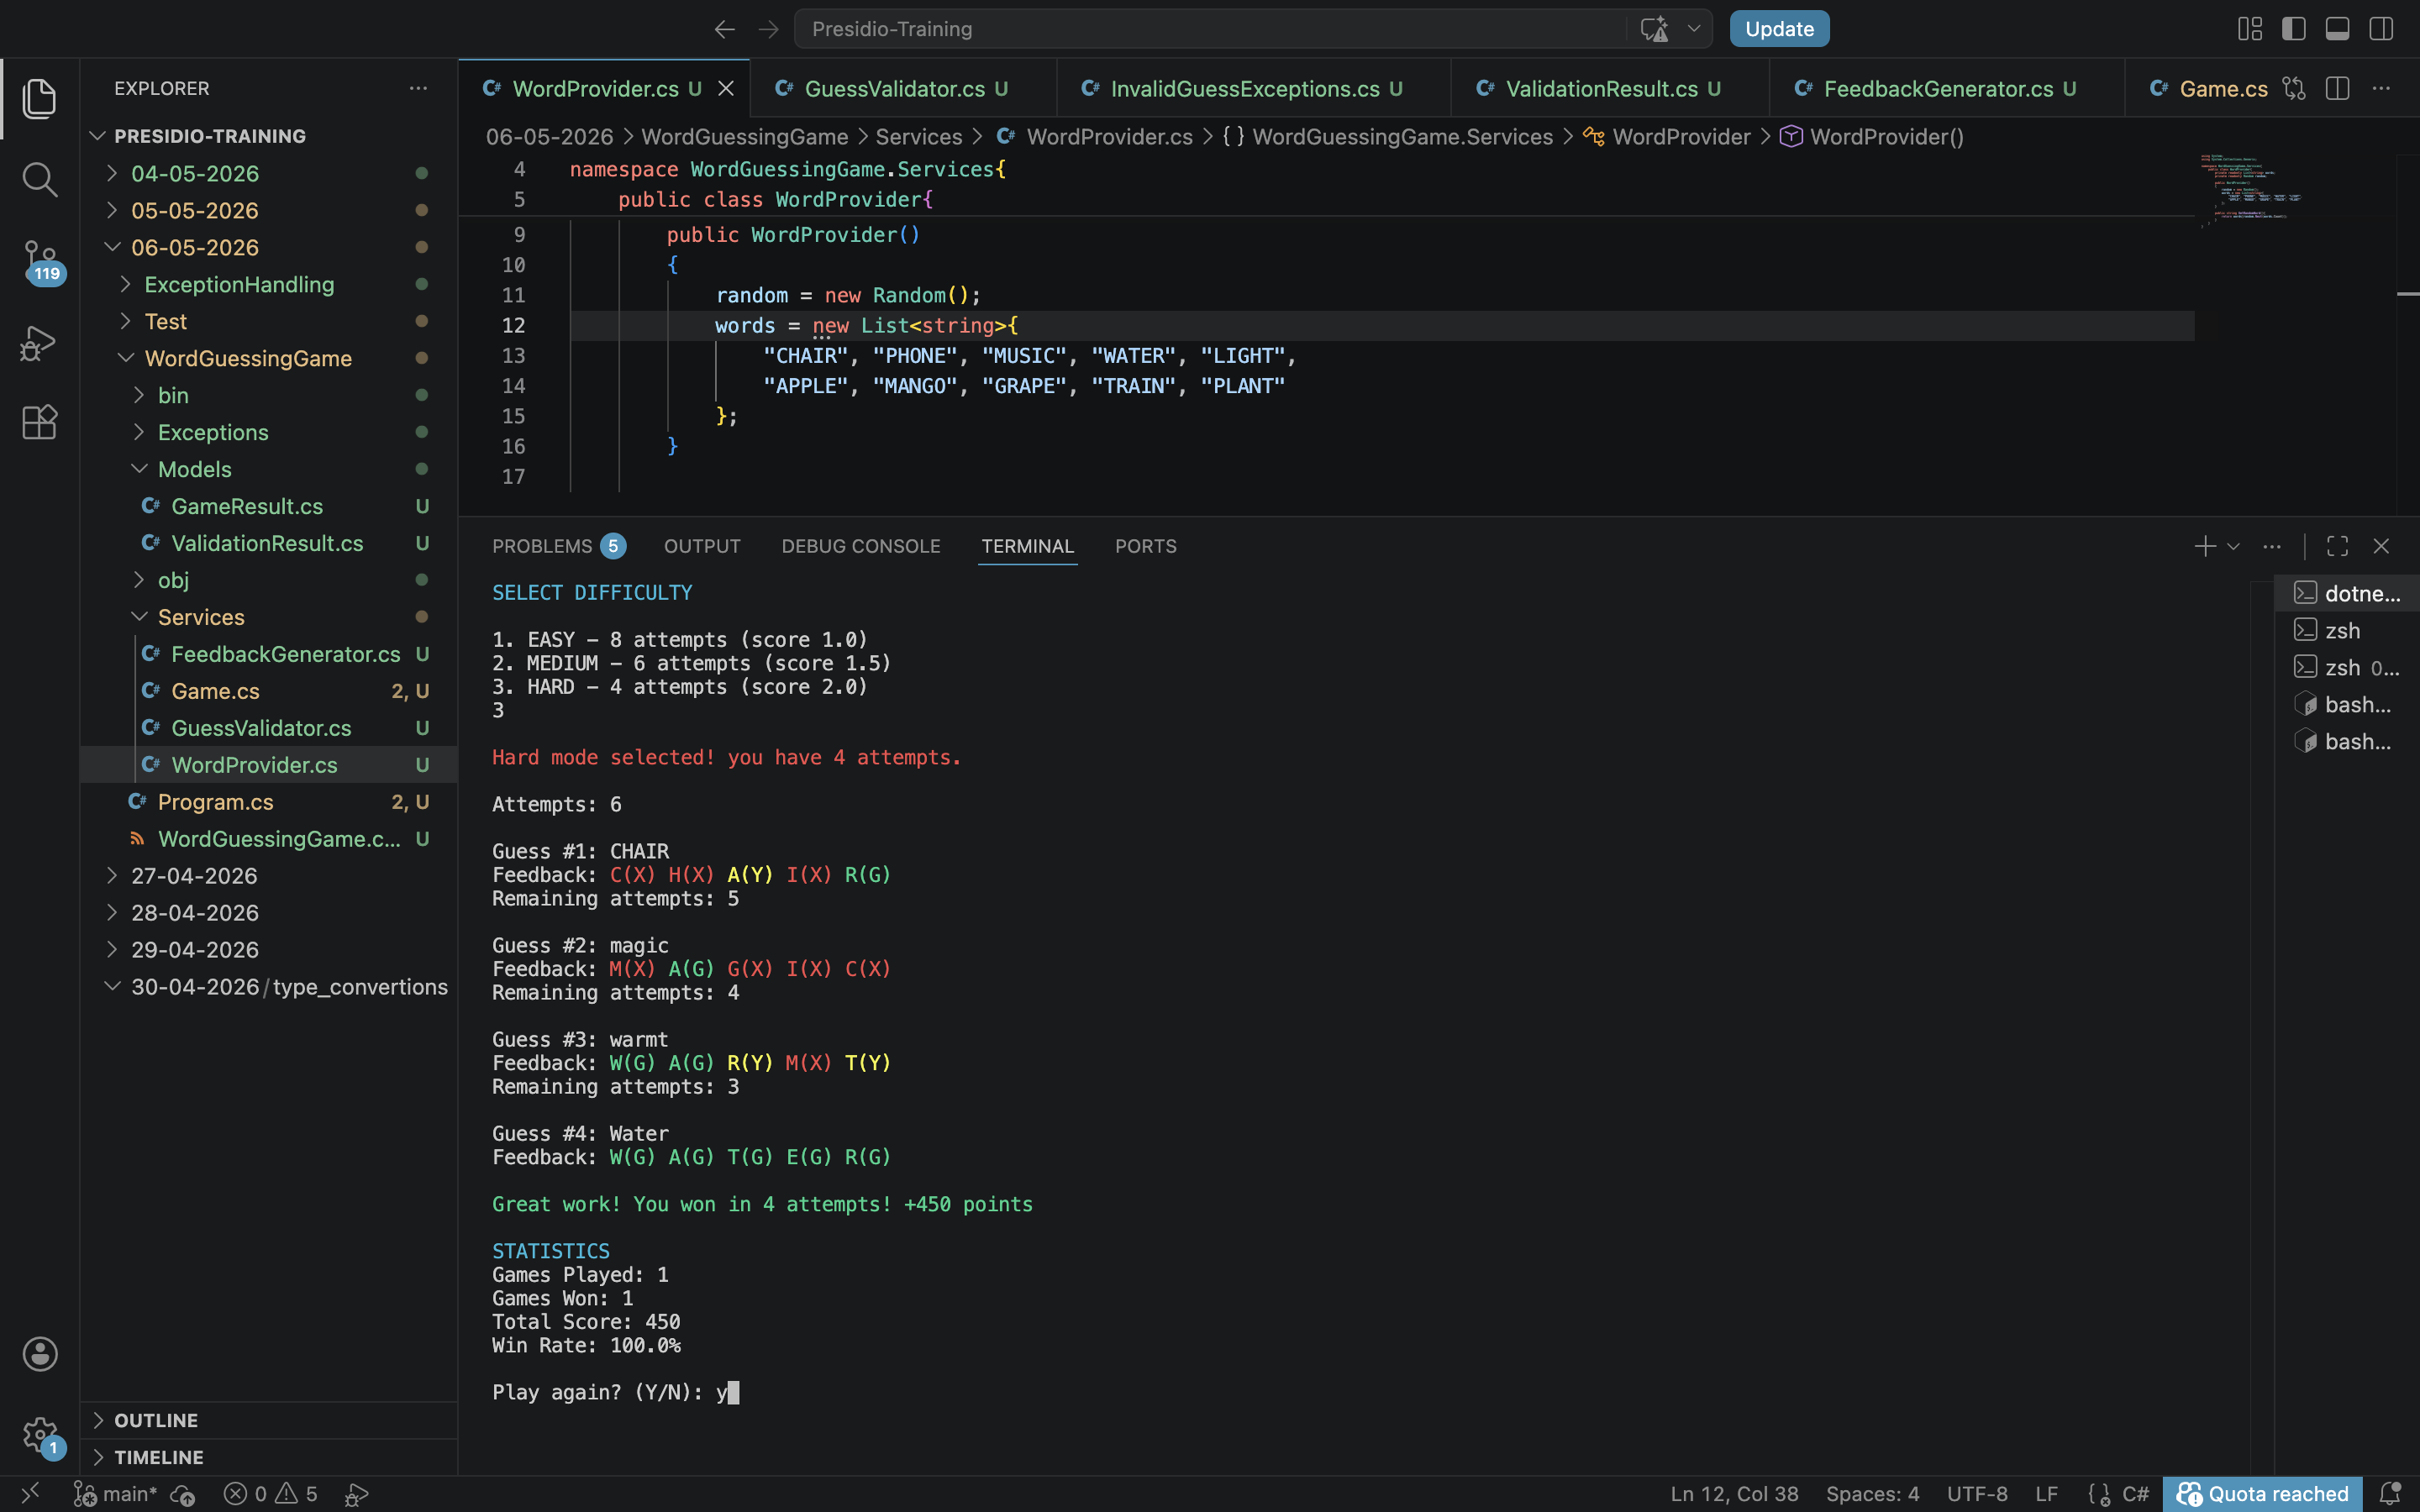 Presidio-Training
Update
EXPLORER
PRESIDIO-TRAINING
04-05-2026
05-05-2026
06-05-2026
ExceptionHandling
Test
WordGuessingGame
bin
Exceptions
Models
GameResult.cs U
ValidationResult.cs U
obj
Services
FeedbackGenerator.cs U
Game.cs 2, U
GuessValidator.cs U
WordProvider.cs U
Program.cs 2, U
WordGuessingGame.c... U
27-04-2026
28-04-2026
29-04-2026
30-04-2026/type_convertions
OUTLINE
TIMELINE
119
1
WordProvider.cs U
GuessValidator.cs U
InvalidGuessExceptions.cs U
ValidationResult.cs U
FeedbackGenerator.cs U
Game.cs
06-05-2026 > WordGuessingGame > Services > WordProvider.cs > { } WordGuessingGame.Services > WordProvider > WordProvider()
4 namespace WordGuessingGame.Services{
5 public class WordProvider{
9 public WordProvider()
10 {
11 random = new Random();
12 words = new List<string>{
13 "CHAIR", "PHONE", "MUSIC", "WATER", "LIGHT",
14 "APPLE", "MANGO", "GRAPE", "TRAIN", "PLANT"
15 };
16 }
17
PROBLEMS 5 OUTPUT DEBUG CONSOLE TERMINAL PORTS
SELECT DIFFICULTY
1. EASY – 8 attempts (score 1.0)
2. MEDIUM – 6 attempts (score 1.5)
3. HARD – 4 attempts (score 2.0)
3
Hard mode selected! you have 4 attempts.
Attempts: 6
Guess #1: CHAIR
Feedback: C(X) H(X) A(Y) I(X) R(G)
Remaining attempts: 5
Guess #2: magic
Feedback: M(X) A(G) G(X) I(X) C(X)
Remaining attempts: 4
Guess #3: warmt
Feedback: W(G) A(G) R(Y) M(X) T(Y)
Remaining attempts: 3
Guess #4: Water
Feedback: W(G) A(G) T(G) E(G) R(G)
Great work! You won in 4 attempts! +450 points
STATISTICS
Games Played: 1
Games Won: 1
Total Score: 450
Win Rate: 100.0%
Play again? (Y/N): y
dotne...
zsh
zsh 0...
bash...
bash...
main* 0 5
Ln 12, Col 38 Spaces: 4 UTF-8 LF { } C# Quota reached